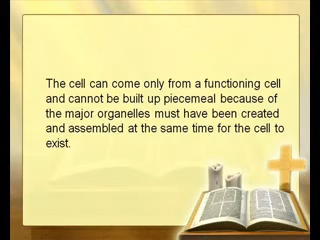 The cell can come only from a functioning cell
and cannot be built up piecemeal because of
the major organelles must have been created
and assembled at the same time for the cell to
exist.